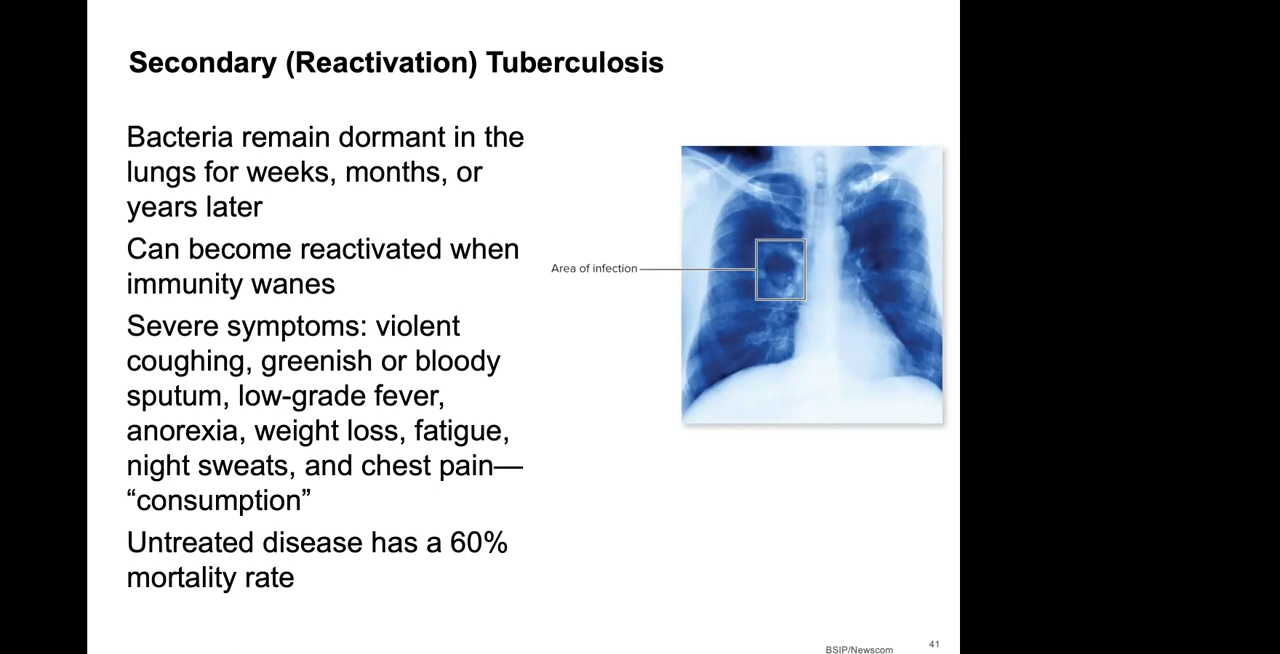 Secondary (Reactivation) Tuberculosis
Bacteria remain dormant in the
lungs for weeks, months, or
years later
Can become reactivated when
immunity wanes
Severe symptoms: violent
coughing, greenish or bloody
sputum, low-grade fever,
anorexia, weight loss, fatigue,
night sweats, and chest pain—
“consumption”
Untreated disease has a 60%
mortality rate
Area of infection
BSIP/Newscom
41